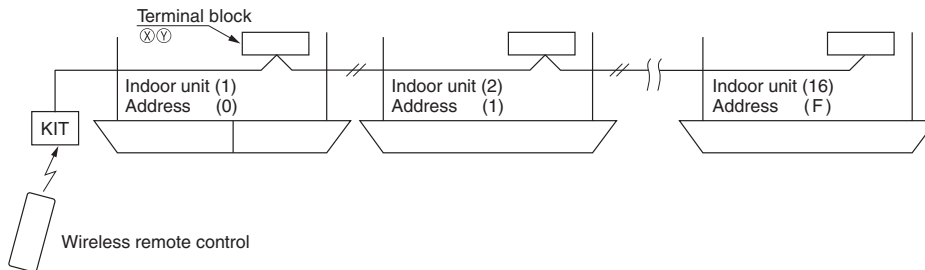 Terminal block
ⓍⓎ
Indoor unit (1)
Address (0)
Indoor unit (2)
Address (1)
Indoor unit (16)
Address (F)
KIT
Wireless remote control